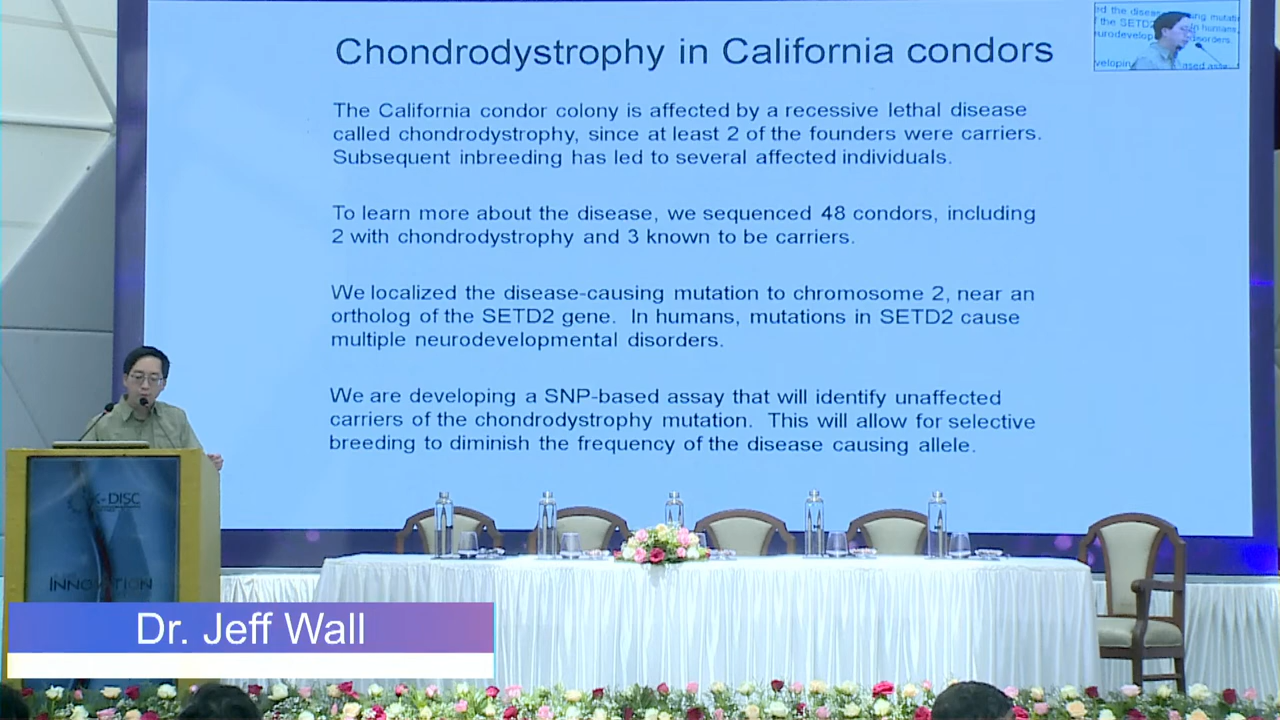 Chondrodystrophy in California condors
The California condor colony is affected by a recessive lethal disease
called chondrodystrophy, since at least 2 of the founders were carriers.
Subsequent inbreeding has led to several affected individuals.
To learn more about the disease, we sequenced 48 condors, including
2 with chondrodystrophy and 3 known to be carriers.
We localized the disease-causing mutation to chromosome 2, near an
ortholog of the SETD2 gene. In humans, mutations in SETD2 cause
multiple neurodevelopmental disorders.
We are developing a SNP-based assay that will identify unaffected
carriers of the chondrodystrophy mutation. This will allow for selective
breeding to diminish the frequency of the disease causing allele.
K-DISC
INNOVATION
Dr. Jeff Wall